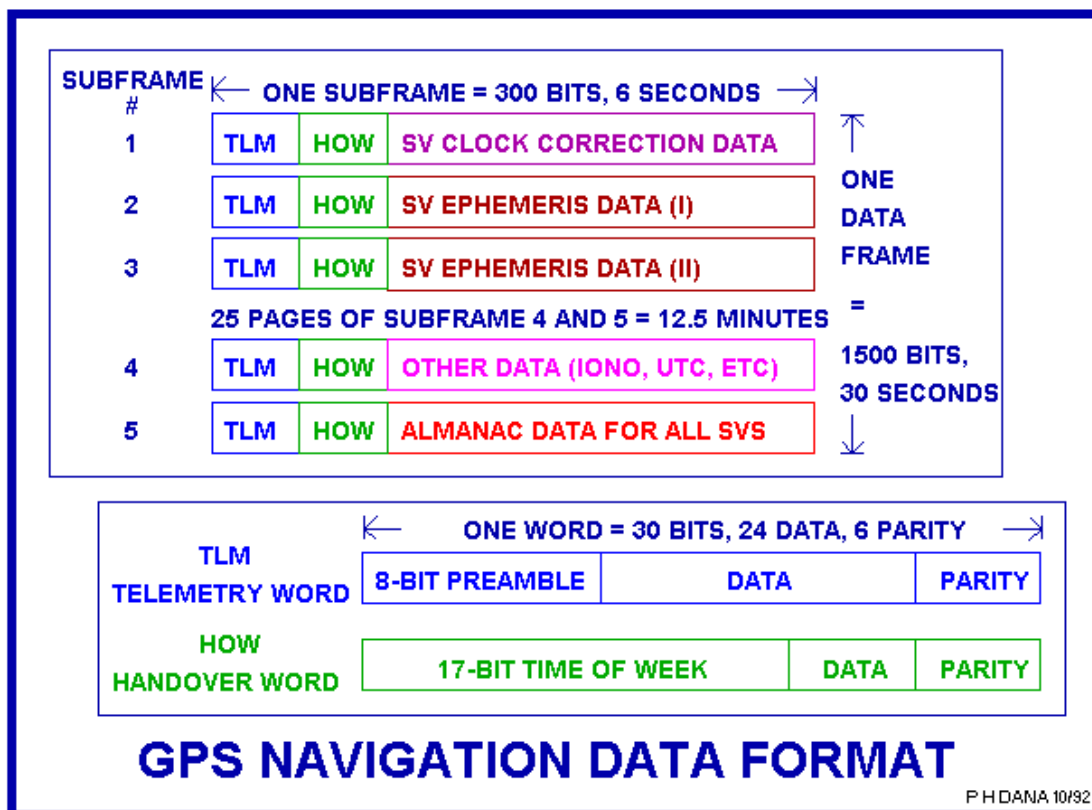 SUBFRAME
#
ONE SUBFRAME = 300 BITS, 6 SECONDS
1 TLM HOW SV CLOCK CORRECTION DATA
2 TLM HOW SV EPHEMERIS DATA (I)
3 TLM HOW SV EPHEMERIS DATA (II)
25 PAGES OF SUBFRAME 4 AND 5 = 12.5 MINUTES
4 TLM HOW OTHER DATA (IONO, UTC, ETC)
5 TLM HOW ALMANAC DATA FOR ALL SVS
ONE
DATA
FRAME
=
1500 BITS,
30 SECONDS
ONE WORD = 30 BITS, 24 DATA, 6 PARITY
TLM
TELEMETRY WORD
8-BIT PREAMBLE DATA PARITY
HOW
HANDOVER WORD
17-BIT TIME OF WEEK DATA PARITY
GPS NAVIGATION DATA FORMAT
P H DANA 10/92